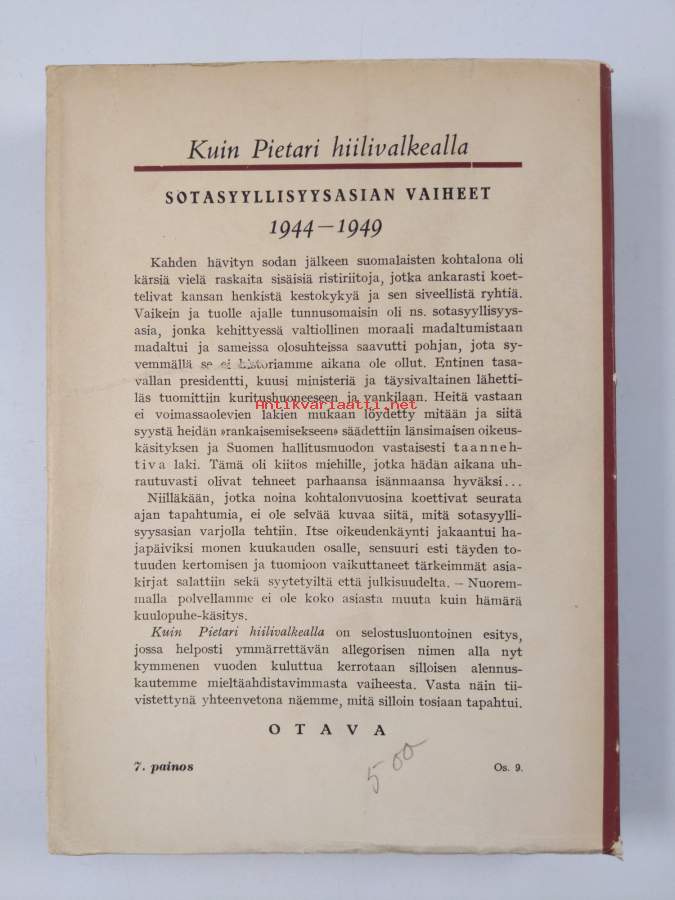 Kuin Pietari hiilivalkealla
SOTASYYLLISYYSASIAN VAIHEET
1944–1949
Kahden hävityn sodan jälkeen suomalaisten kohtalona oli
kärsiä vielä raskaita sisäisiä ristiriitoja, jotka ankarasti koet-
telivat kansan henkistä kestokykyä ja sen siveellistä ryhtiä.
Vaikein ja tuolle ajalle tunnusomaisin oli ns. sotasyyllisyys-
asia, jonka kehittyessä valtiollinen moraali madaltumistaan
madaltui ja sameissa olosuhteissa saavutti pohjan, jota sy-
vemmällä se ei historiamme aikana ole ollut. Entinen tasa-
vallan presidentti, kuusi ministeriä ja täysivaltainen lähetti-
läs tuomittiin kuritushuoneeseen ja vankilaan. Heitä vastaan
Antikvariaatti.net
ei voimassaolevien lakien mukaan löydetty mitään ja siitä
syystä heidän »rankaisemisekseen» säädettiin länsimaisen oikeus-
käsityksen ja Suomen hallitusmuodon vastaisesti taanneh-
tiva laki. Tämä oli kiitos miehille, jotka hädän aikana uh-
rautuvasti olivat tehneet parhaansa isänmaansa hyväksi...
Niilläkään, jotka noina kohtalonvuosina koettivat seurata
ajan tapahtumia, ei ole selvää kuvaa siitä, mitä sotasyylli-
syysasian varjolla tehtiin. Itse oikeudenkäynti jakaantui ha-
japäiviksi monen kuukauden osalle, sensuuri esti täyden to-
tuuden kertomisen ja tuomioon vaikuttaneet tärkeimmät asia-
kirjat salattiin sekä syytetyiltä että julkisuudelta. – Nuorem-
malla polvellamme ei ole koko asiasta muuta kuin hämärä
kuulopuhe-käsitys.
Kuin Pietari hiilivalkealla on selostusluontoinen esitys,
jossa helposti ymmärrettävän allegorisen nimen alla nyt
kymmenen vuoden kuluttua kerrotaan silloisen alennus-
kautemme mieltäahdistavimmasta vaiheesta. Vasta näin tii-
vistettynä yhteenvetona näemme, mitä silloin tosiaan tapahtui.
OTAVA
7. painos
5 00
Os. 9.